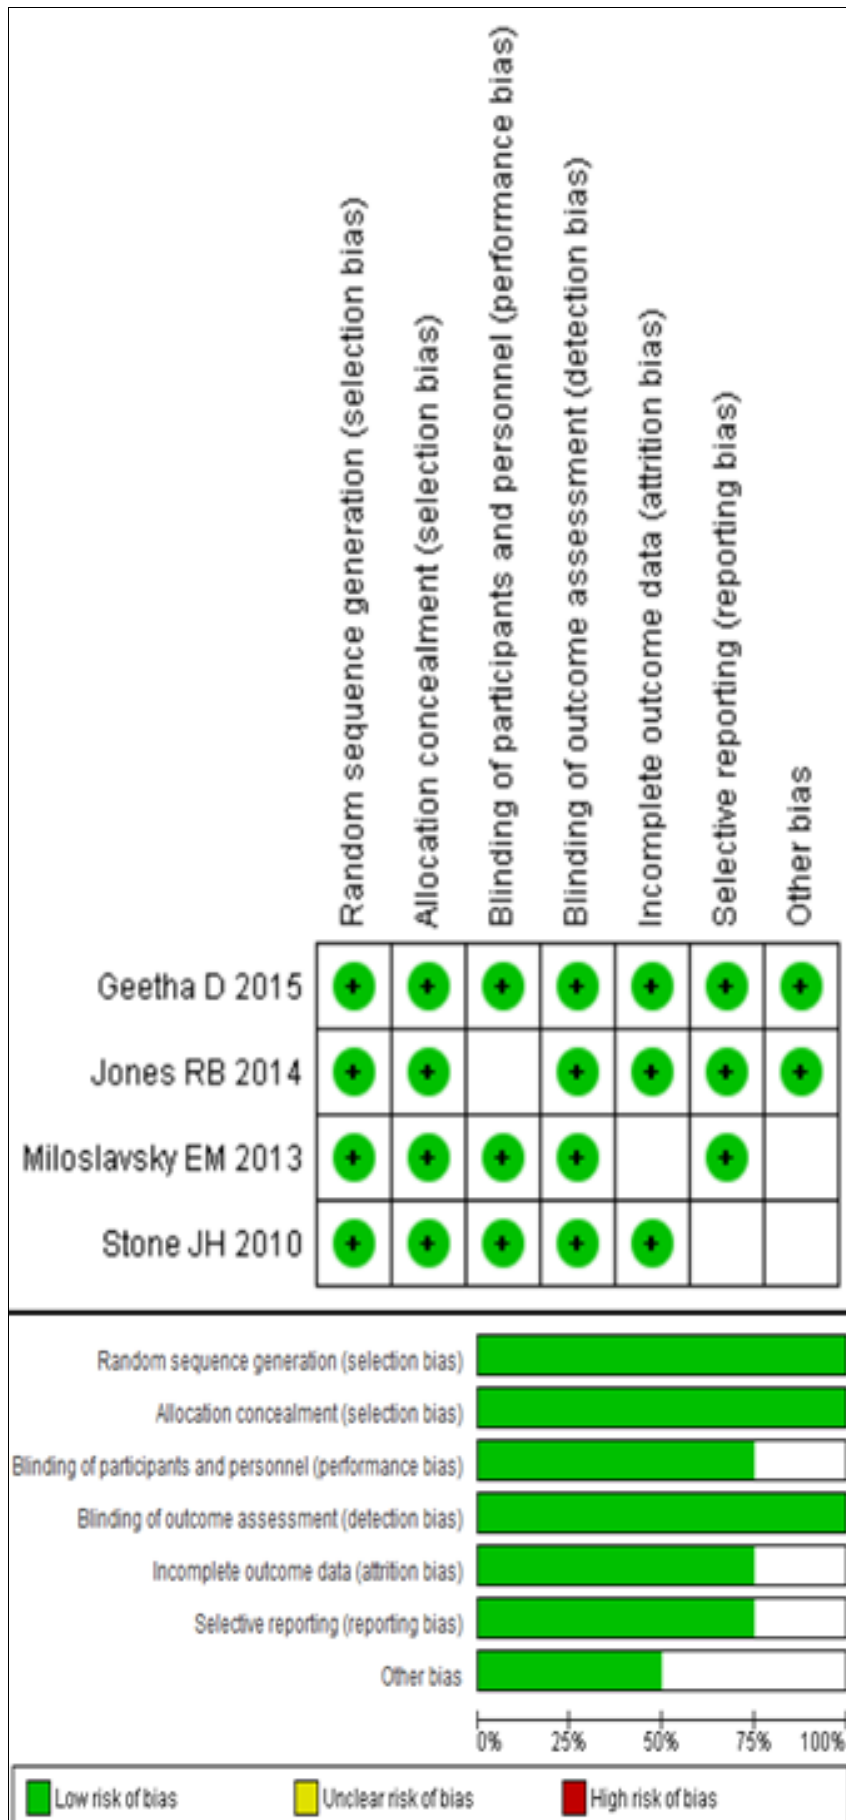 Random sequence generation (selection bias)
Allocation concealment (selection bias)
Blinding of participants and personnel (performance bias)
Blinding of outcome assessment (detection bias)
Incomplete outcome data (attrition bias)
Selective reporting (reporting bias)
Other bias
Geetha D 2015 + + + + + + +
Jones RB 2014 + + + + + +
Miloslavsky EM 2013 + + + + +
Stone JH 2010 + + + + +
Random sequence generation (selection bias)
Allocation concealment (selection bias)
Blinding of participants and personnel (performance bias)
Blinding of outcome assessment (detection bias)
Incomplete outcome data (attrition bias)
Selective reporting (reporting bias)
Other bias
0% 25% 50% 75% 100%
Low risk of bias Unclear risk of bias High risk of bias